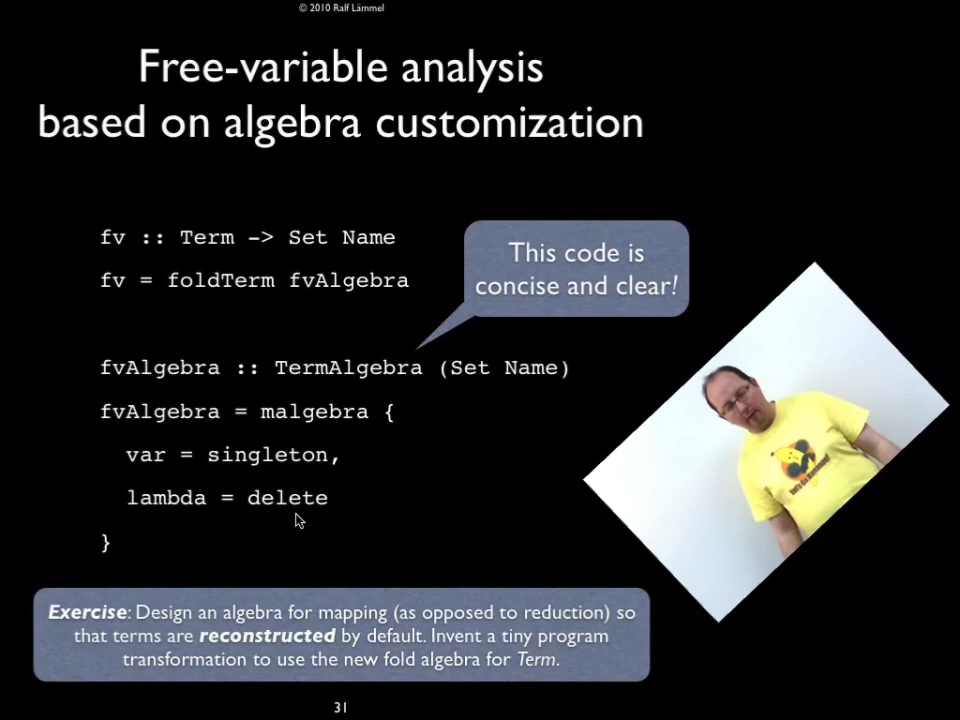 © 2010 Ralf Lämmel
Free-variable analysis
based on algebra customization
fv :: Term -> Set Name
fv = foldTerm fvAlgebra
This code is
concise and clear!
fvAlgebra :: TermAlgebra (Set Name)
fvAlgebra = malgebra {
var = singleton,
lambda = delete
}
Exercise: Design an algebra for mapping (as opposed to reduction) so
that terms are reconstructed by default. Invent a tiny program
transformation to use the new fold algebra for Term.
31